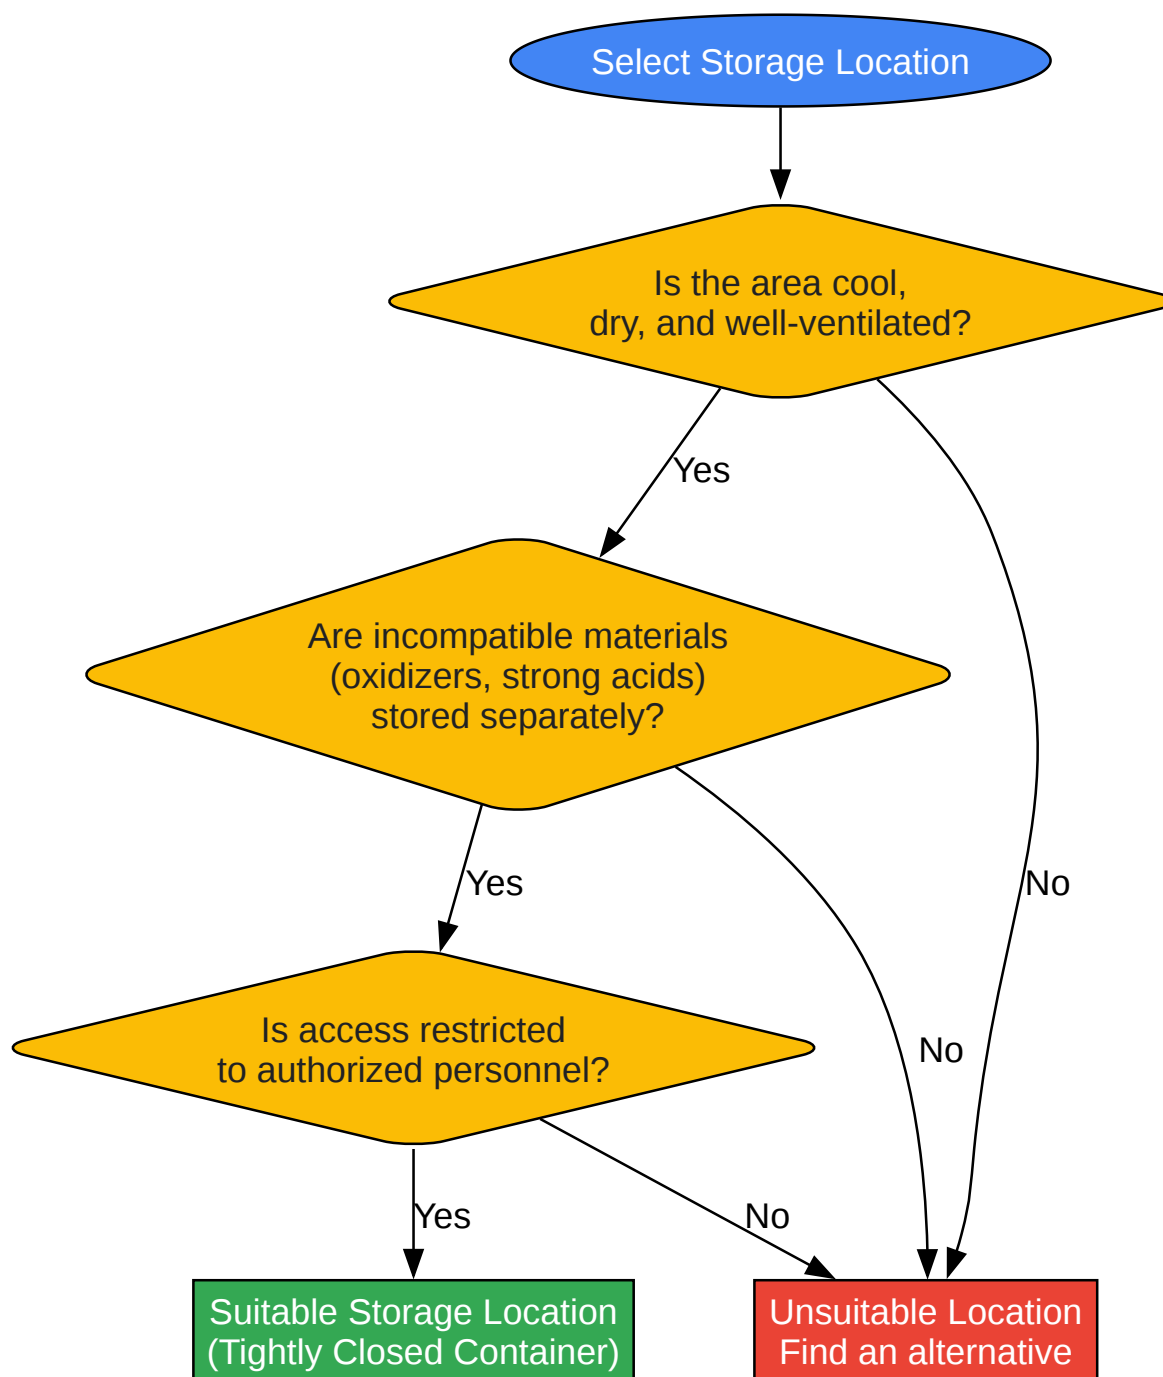 Select Storage Location
Is the area cool,
dry, and well-ventilated?
Yes
Are incompatible materials
(oxidizers, strong acids)
stored separately?
Yes
No
Is access restricted
to authorized personnel?
No
Yes
No
Suitable Storage Location
(Tightly Closed Container)
Unsuitable Location
Find an alternative